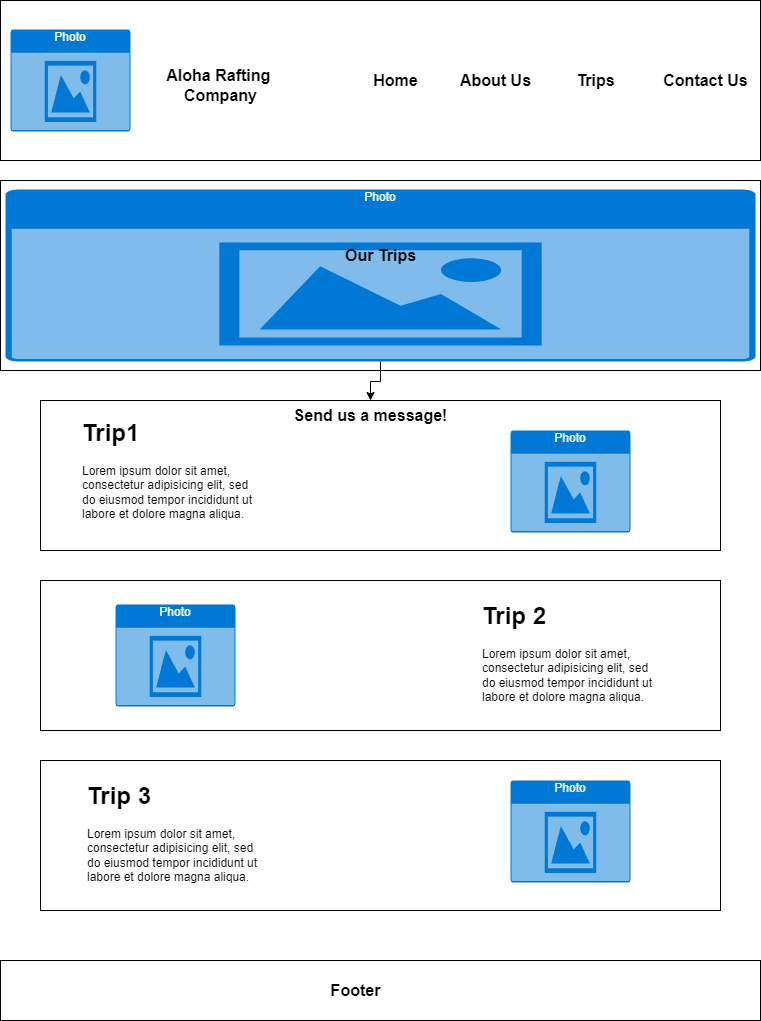 Photo
Aloha Rafting
Company
Home
About Us
Trips
Contact Us
Photo
Our Trips
Send us a message!
Trip1
Lorem ipsum dolor sit amet,
consectetur adipisicing elit, sed
do eiusmod tempor incididunt ut
labore et dolore magna aliqua.
Photo
Photo
Trip 2
Lorem ipsum dolor sit amet,
consectetur adipisicing elit, sed
do eiusmod tempor incididunt ut
labore et dolore magna aliqua.
Trip 3
Lorem ipsum dolor sit amet,
consectetur adipisicing elit, sed
do eiusmod tempor incididunt ut
labore et dolore magna aliqua.
Photo
Footer